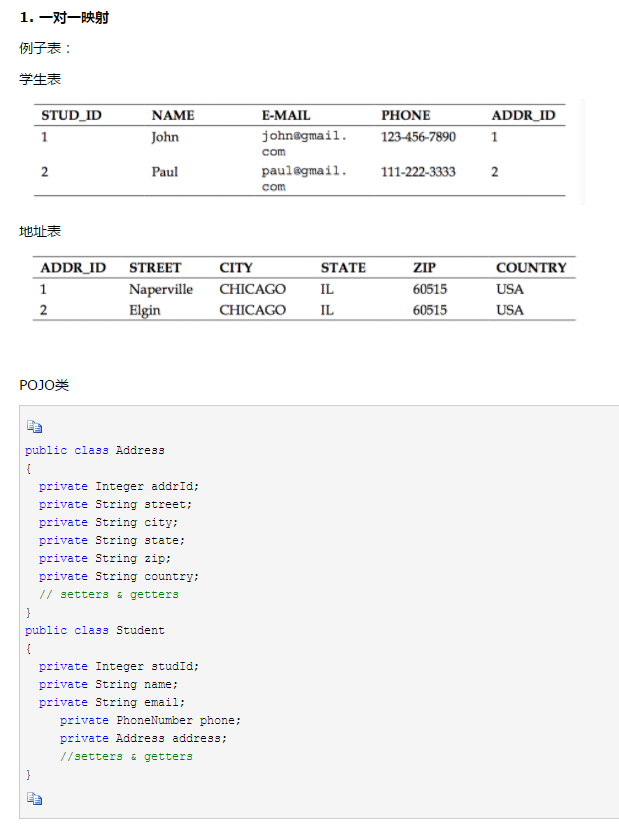 1. 一对一映射
例子表：
学生表
STUD_ID NAME E-MAIL PHONE ADDR_ID
1 John john@gmail. 123-456-7890 1
com
2 Paul paul@gmail. 111-222-3333 2
com
地址表
ADDR_ID STREET CITY STATE ZIP COUNTRY
1 Naperville CHICAGO IL 60515 USA
2 Elgin CHICAGO IL 60515 USA
POJO类
public class Address
{
private Integer addrId;
private String street;
private String city;
private String state;
private String zip;
private String country;
// setters & getters
}
public class Student
{
private Integer studId;
private String name;
private String email;
private PhoneNumber phone;
private Address address;
//setters & getters
}